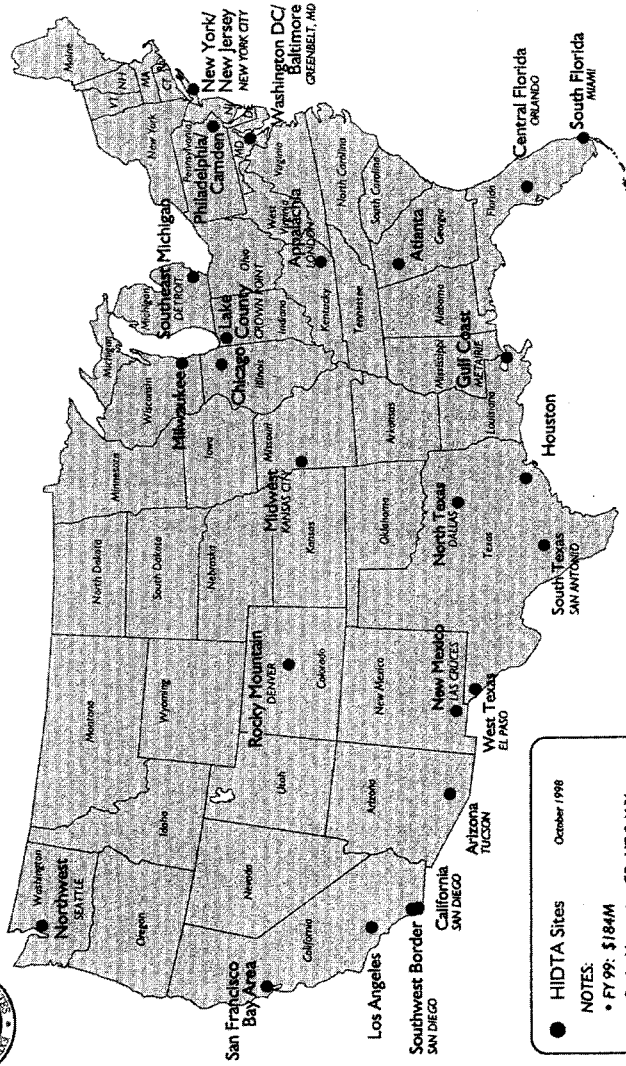 Washington
Northwest
SEATTLE
Oregon
San Francisco
Bay Area
California
Nevada
Los Angeles
Southwest Border
SAN DIEGO
California
SAN DIEGO
Idaho
Montana
Wyoming
Utah
Arizona
Arizona
TUCSON
Rocky Mountain
DENVER
Colorado
New Mexico
New Mexico
LAS CRUCES
West Texas
EL PASO
North Dakota
South Dakota
Nebraska
Kansas
Oklahoma
North Texas
DALLAS
Texas
South Texas
SAN ANTONIO
Houston
Minnesota
Iowa
Missouri
Midwest
KANSAS CITY
Arkansas
Louisiana
Wisconsin
Milwaukee
Chicago
Illinois
Michigan
Michigan
Southeast Michigan
DETROIT
Lake
County
CROWN POINT
Indiana
Ohio
Kentucky
Tennessee
Mississippi
Alabama
Gulf Coast
METAIRIE
West
Virginia
Appalachia
LONDON
Virginia
North Carolina
South Carolina
Georgia
Atlanta
Florida
Central Florida
ORLANDO
South Florida
MIAMI
Maine
VT
NH
MA
CT
RI
New York
New York/
New Jersey
NEW YORK CITY
Pennsylvania
Philadelphia/
Camden
NJ
DE
MD
Washington DC/
Baltimore
GREENBELT, MD
HIDTA Sites
October 1998
NOTES:
• FY 99: $184M